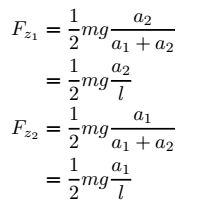 F_{z_1} = \frac{1}{2} mg \frac{a_2}{a_1 + a_2}
= \frac{1}{2} mg \frac{a_2}{l}
F_{z_2} = \frac{1}{2} mg \frac{a_1}{a_1 + a_2}
= \frac{1}{2} mg \frac{a_1}{l}